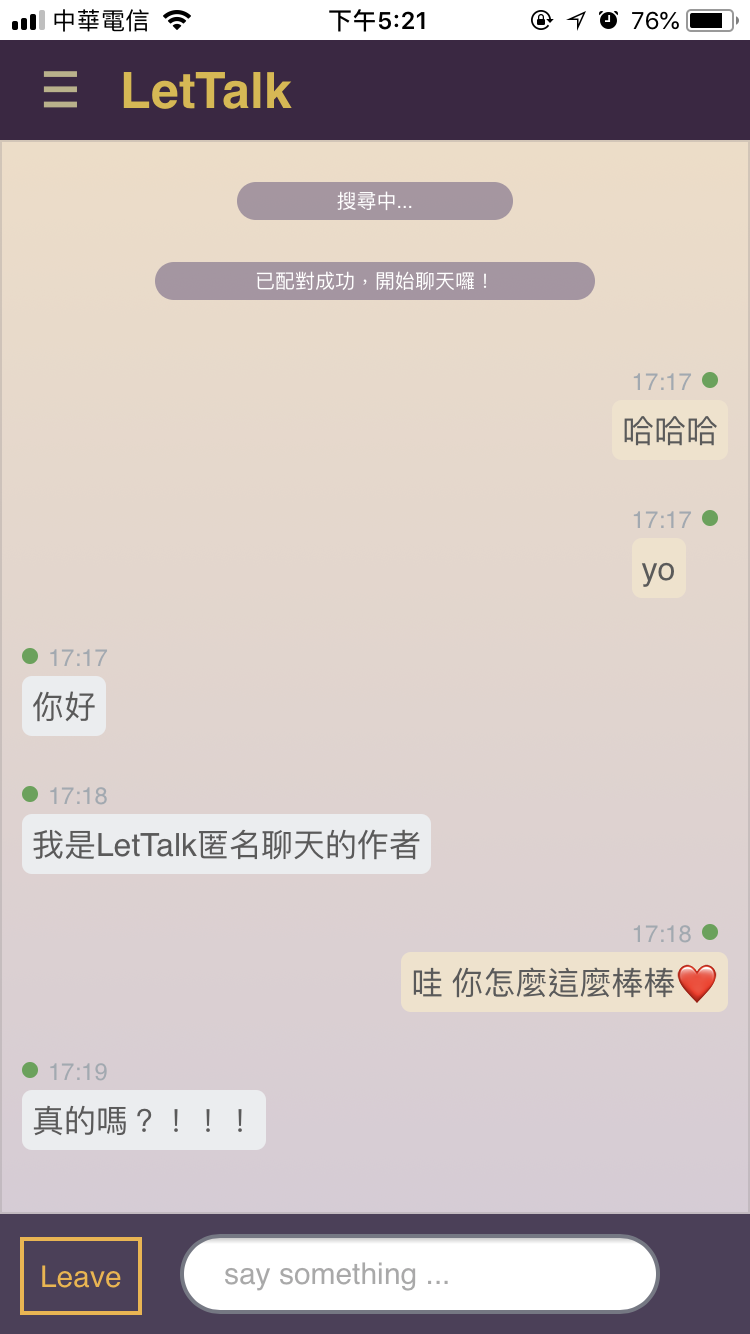 中華電信 下午5:21 76%
LetTalk
搜尋中...
已配對成功，開始聊天囉！
17:17
哈哈哈
17:17
yo
17:17
你好
17:18
我是LetTalk匿名聊天的作者
17:18
哇 你怎麼這麼棒棒❤️
17:19
真的嗎？！！！
Leave say something ...